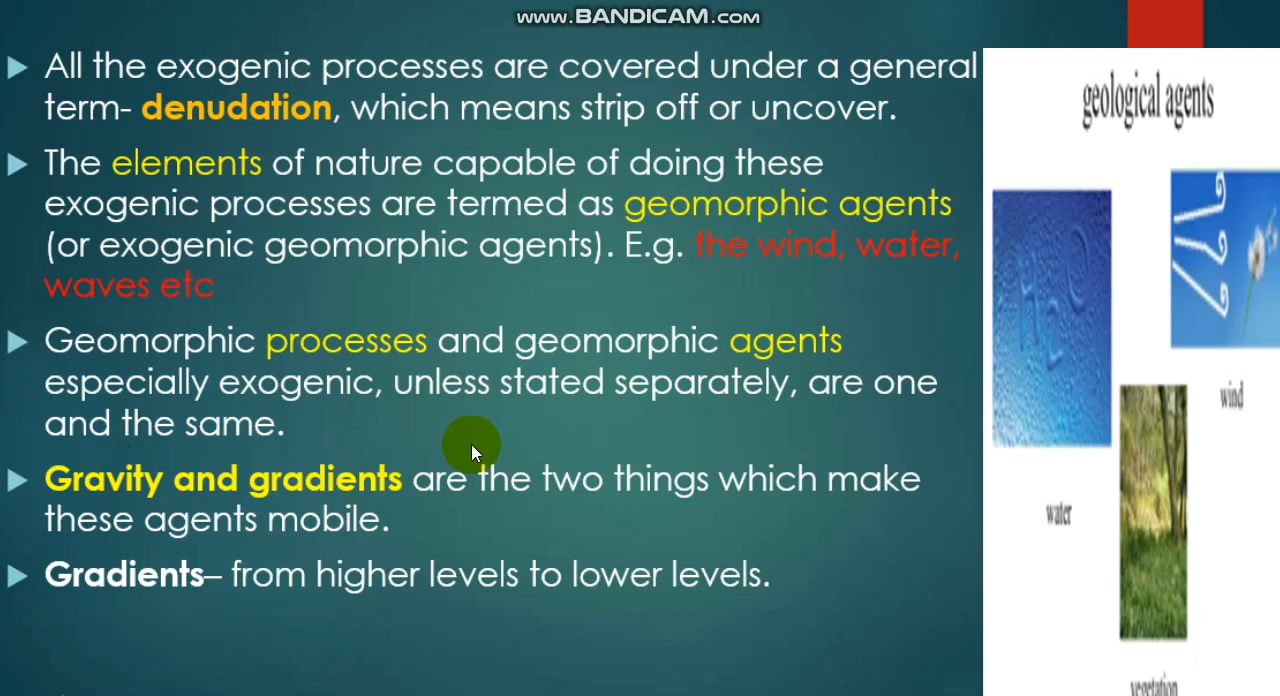 www.BANDICAM.com
All the exogenic processes are covered under a general
term- denudation, which means strip off or uncover.
The elements of nature capable of doing these
exogenic processes are termed as geomorphic agents
(or exogenic geomorphic agents). E.g. the wind, water,
waves etc
Geomorphic processes and geomorphic agents
especially exogenic, unless stated separately, are one
and the same.
Gravity and gradients are the two things which make
these agents mobile.
Gradients– from higher levels to lower levels.
geological agents
H2O
wind
water
vegetation